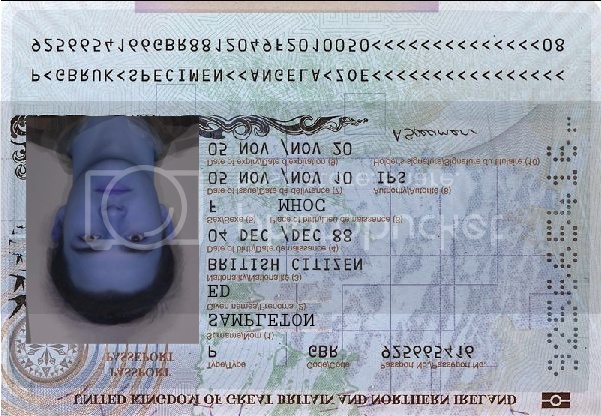 UNITED KINGDOM OF GREAT BRITAIN AND NORTHERN IRELAND
PASSPORT
PASSEPORT
Type/Type Code/Code Passport No./Passeport No.
P GBR 925665416
Surname/Nom (1)
SAMPLETON
Given names/Prénoms (2)
ED
Nationality/Nationalité (3)
BRITISH CITIZEN
Date of birth/Date de naissance (4)
04 DEC /DEC 88
Sex/Sexe (5) Place of birth/Lieu de naissance (6)
F MHOC
Date of issue/Date de délivrance (7) Authority/Autorité (8)
05 NOV /NOV 10 IPS
Date of expiry/Date d'expiration (9) Holder's signature/Signature du titulaire (10)
05 NOV /NOV 20
P<GBRUK<SPECIMEN<<ANGELA<ZOE<<<<<<<<<<<<<<<<
9256654166GBR8812049F2010050<<<<<<<<<<<<<<08